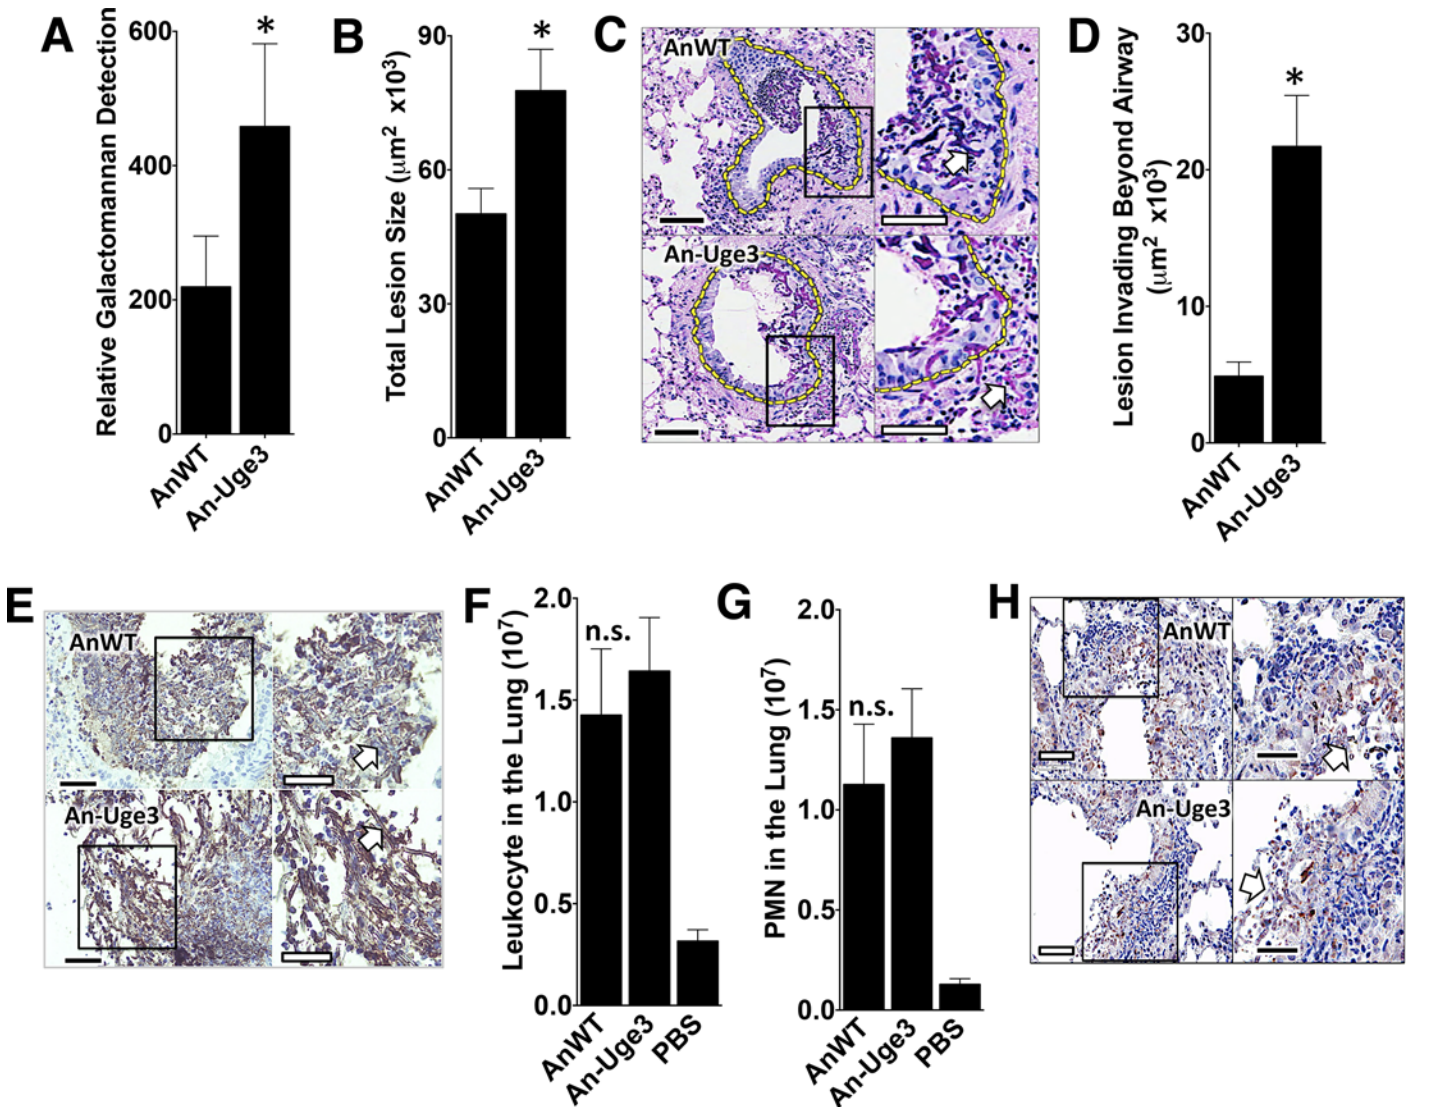 A
Relative Galactomannan Detection
600
400
200
0
*
AnWT
An-Uge3
B
Total Lesion Size (μm² x10³)
90
60
30
0
*
AnWT
An-Uge3
C
AnWT
An-Uge3
D
Lesion Invading Beyond Airway
(μm² x10³)
30
20
10
0
*
AnWT
An-Uge3
E
AnWT
An-Uge3
F
Leukocyte in the Lung (10⁷)
2.0
1.5
1.0
0.5
0.0
n.s.
AnWT
An-Uge3
PBS
G
PMN in the Lung (10⁷)
2.0
1.5
1.0
0.5
0.0
n.s.
AnWT
An-Uge3
PBS
H
AnWT
An-Uge3